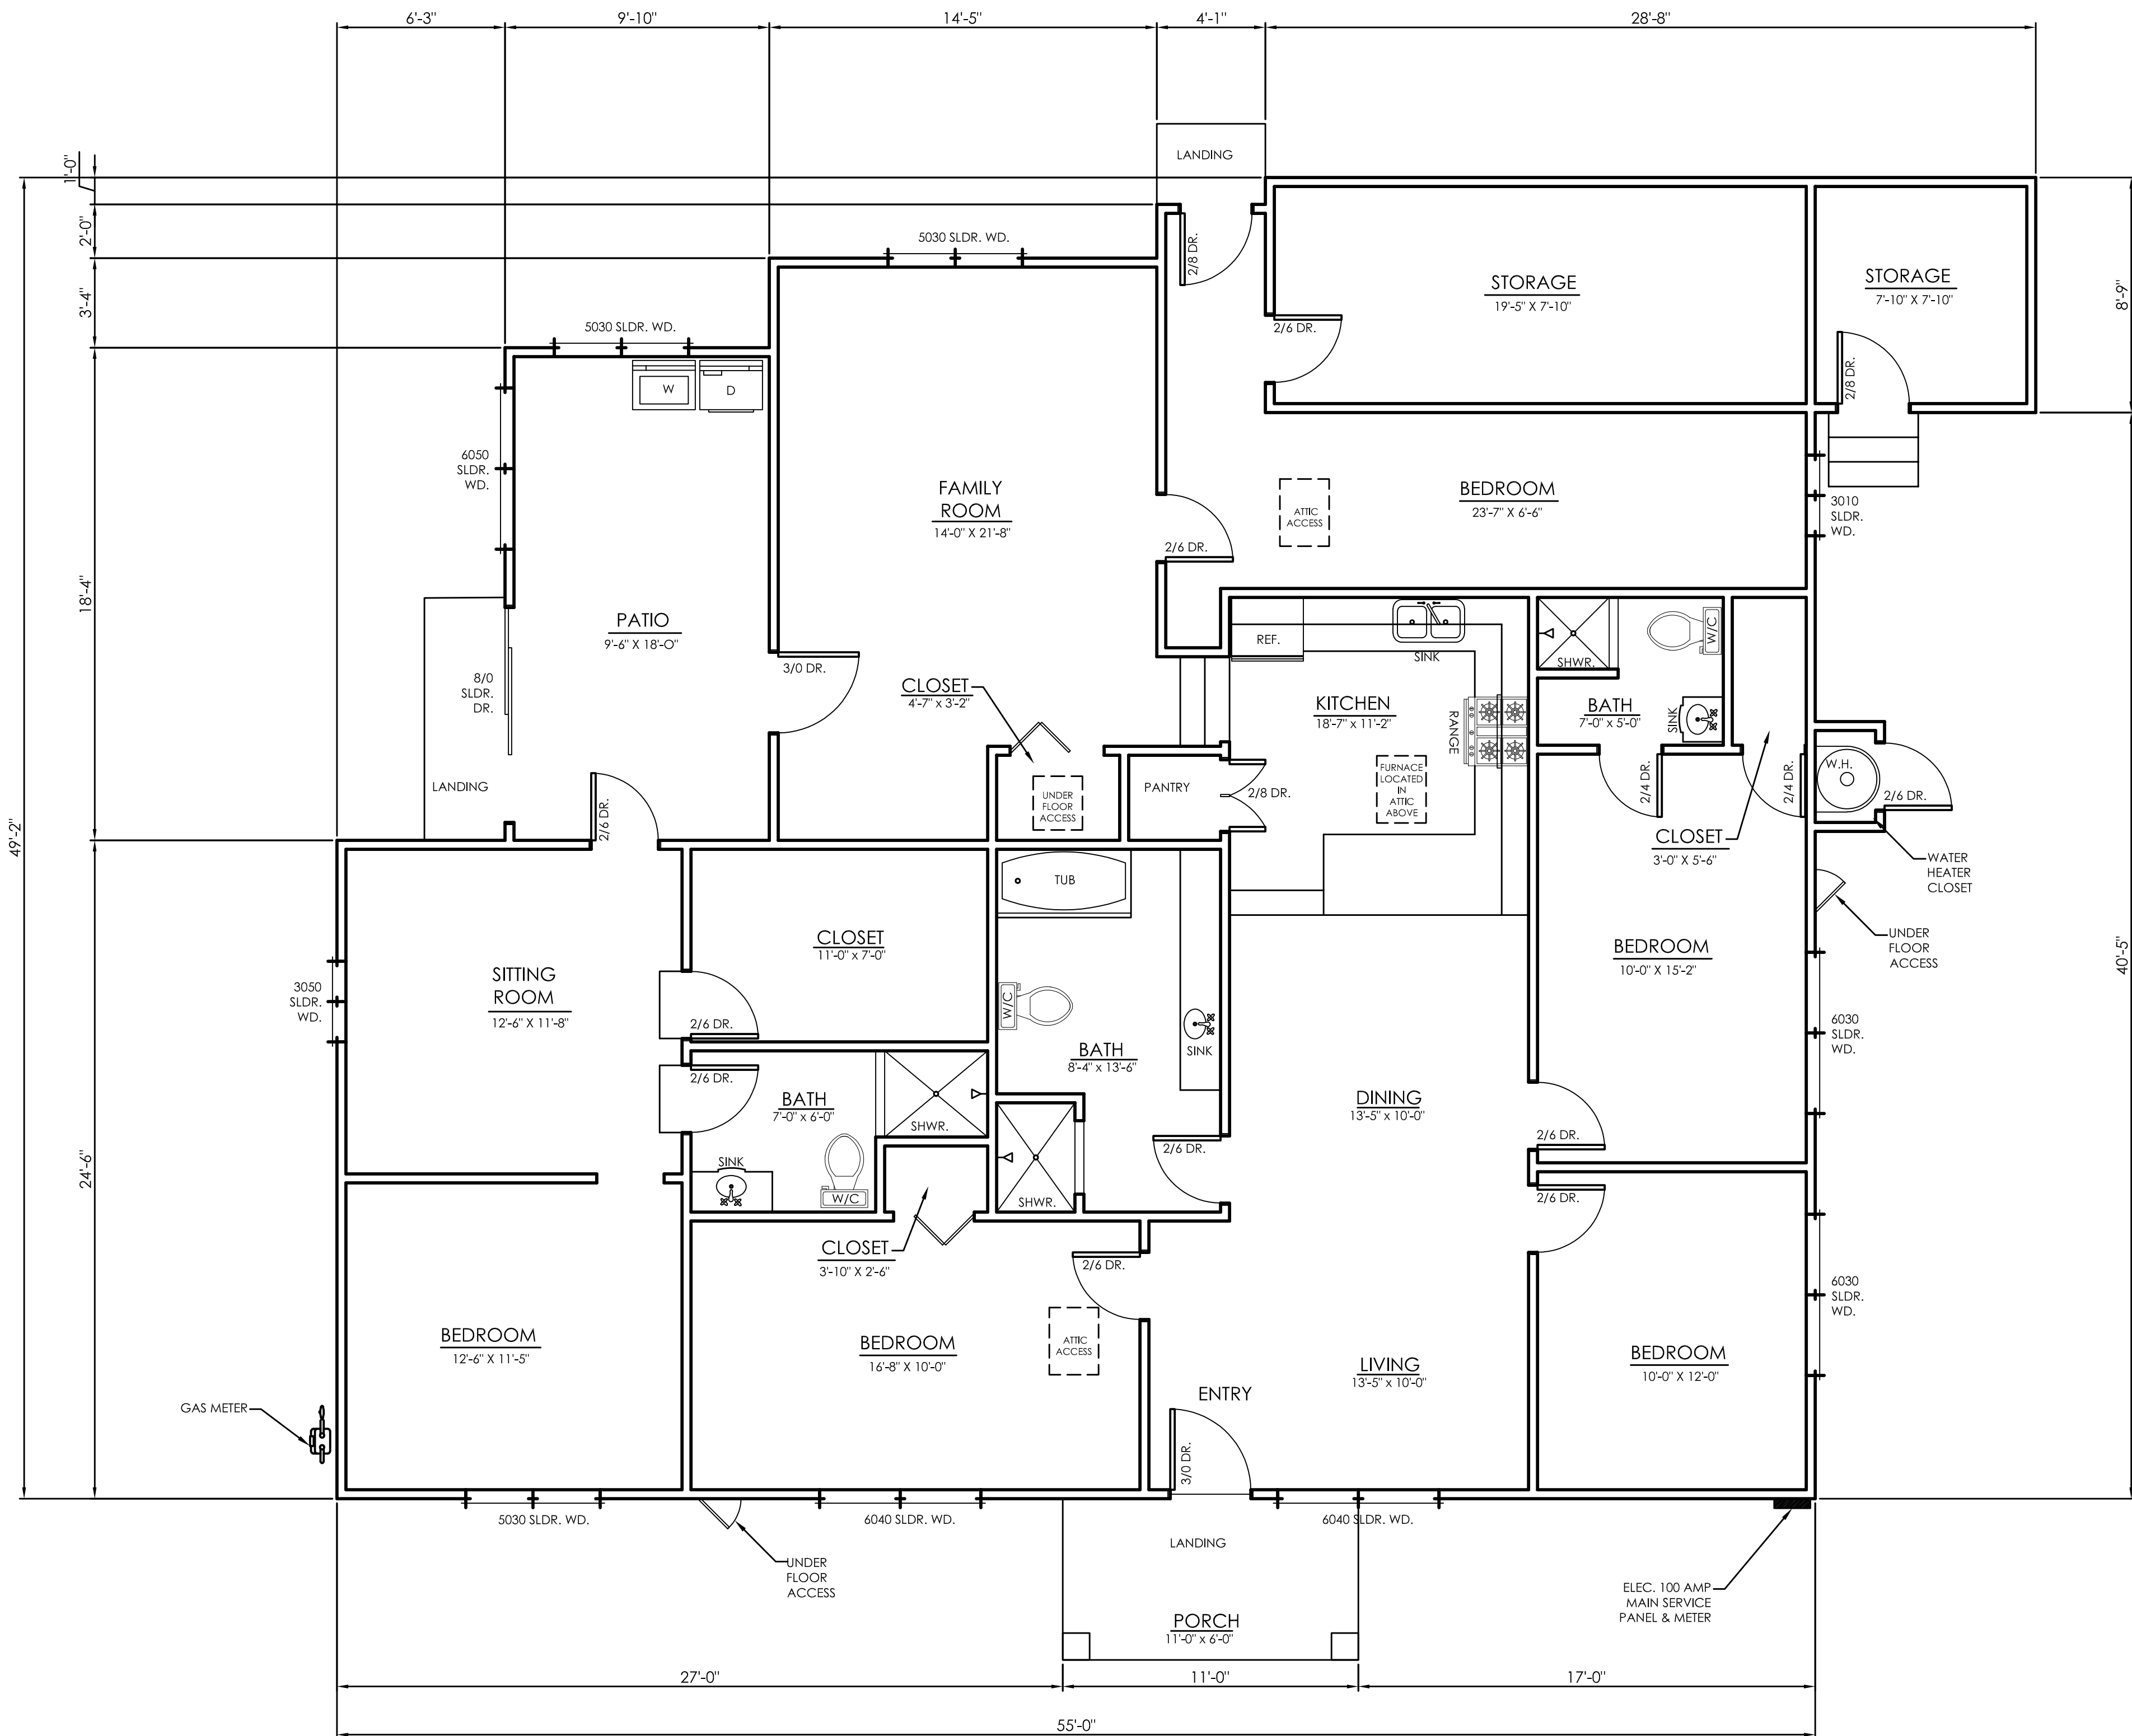 6'-3"
9'-10"
14'-5"
4'-1"
28'-8"
1'-0"
2'-0"
3'-4"
18'-4"
24'-6"
49'-2"
8'-9"
40'-5"
LANDING
5030 SLDR. WD.
2/8 DR.
STORAGE
19'-5" X 7'-10"
STORAGE
7'-10" X 7'-10"
2/6 DR.
2/8 DR.
5030 SLDR. WD.
W
D
6050
SLDR.
WD.
FAMILY
ROOM
14'-0" X 21'-8"
ATTIC
ACCESS
BEDROOM
23'-7" X 6'-6"
3010
SLDR.
WD.
2/6 DR.
PATIO
9'-6" X 18'-O"
3/0 DR.
8/0
SLDR.
DR.
LANDING
2/6 DR.
CLOSET
4'-7" x 3'-2"
UNDER
FLOOR
ACCESS
PANTRY
2/8 DR.
REF.
SINK
KITCHEN
18'-7" x 11'-2"
RANGE
FURNACE
LOCATED
IN
ATTIC
ABOVE
SHWR.
W/C
BATH
7'-0" x 5'-0"
SINK
2/4 DR.
2/4 DR.
W.H.
2/6 DR.
CLOSET
3'-0" X 5'-6"
WATER
HEATER
CLOSET
UNDER
FLOOR
ACCESS
BEDROOM
10'-0" X 15'-2"
6030
SLDR.
WD.
3050
SLDR.
WD.
SITTING
ROOM
12'-6" X 11'-8"
CLOSET
11'-0" x 7'-0"
2/6 DR.
TUB
W/C
SINK
BATH
8'-4" x 13'-6"
2/6 DR.
BATH
7'-0" x 6'-0"
SHWR.
SINK
W/C
SHWR.
2/6 DR.
DINING
13'-5" x 10'-0"
2/6 DR.
2/6 DR.
CLOSET
3'-10" X 2'-6"
2/6 DR.
6030
SLDR.
WD.
BEDROOM
12'-6" X 11'-5"
BEDROOM
16'-8" X 10'-0"
ATTIC
ACCESS
LIVING
13'-5" x 10'-0"
BEDROOM
10'-0" X 12'-0"
ENTRY
3/0 DR.
GAS METER
5030 SLDR. WD.
6040 SLDR. WD.
6040 SLDR. WD.
UNDER
FLOOR
ACCESS
LANDING
PORCH
11'-0" x 6'-0"
ELEC. 100 AMP
MAIN SERVICE
PANEL & METER
27'-0"
11'-0"
17'-0"
55'-0"